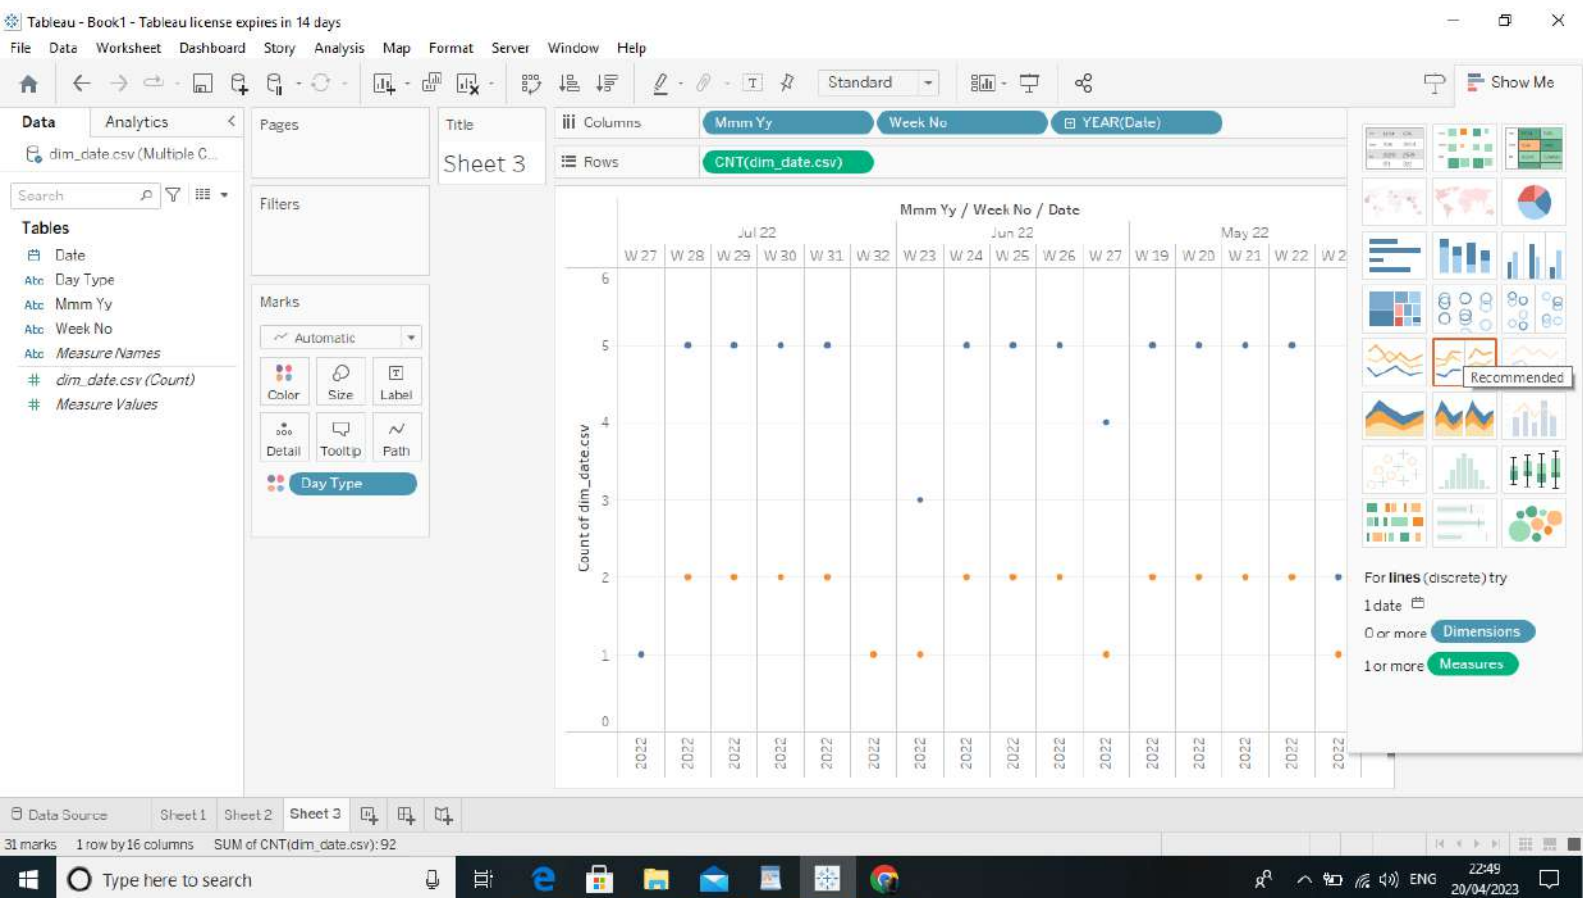 Tableau - Book1 - Tableau license expires in 14 days
File Data Worksheet Dashboard Story Analysis Map Format Server Window Help
Standard
Show Me
Data Analytics
dim_date.csv (Multiple C...
Search
Tables
Date
Abc Day Type
Abc Mmm Yy
Abc Week No
Abc Measure Names
# dim_date.csv (Count)
# Measure Values
Pages
Filters
Marks
Automatic
Color Size Label
Detail Tooltip Path
Day Type
Title
Sheet 3
Columns Mmm Yy Week No YEAR(Date)
Rows CNT(dim_date.csv)
Mmm Yy / Week No / Date
Jul 22 Jun 22 May 22
W 27 W 28 W 29 W 30 W 31 W 32 W 23 W 24 W 25 W 26 W 27 W 19 W 20 W 21 W 22 W 2
6
5
4
3
2
1
0
Count of dim_date.csv
2022 2022 2022 2022 2022 2022 2022 2022 2022 2022 2022 2022 2022 2022 2022 2022
Recommended
For lines (discrete) try
1 date
0 or more Dimensions
1 or more Measures
Data Source Sheet 1 Sheet 2 Sheet 3
31 marks 1 row by 16 columns SUM of CNT(dim_date.csv): 92
Type here to search
ENG
22:49
20/04/2023